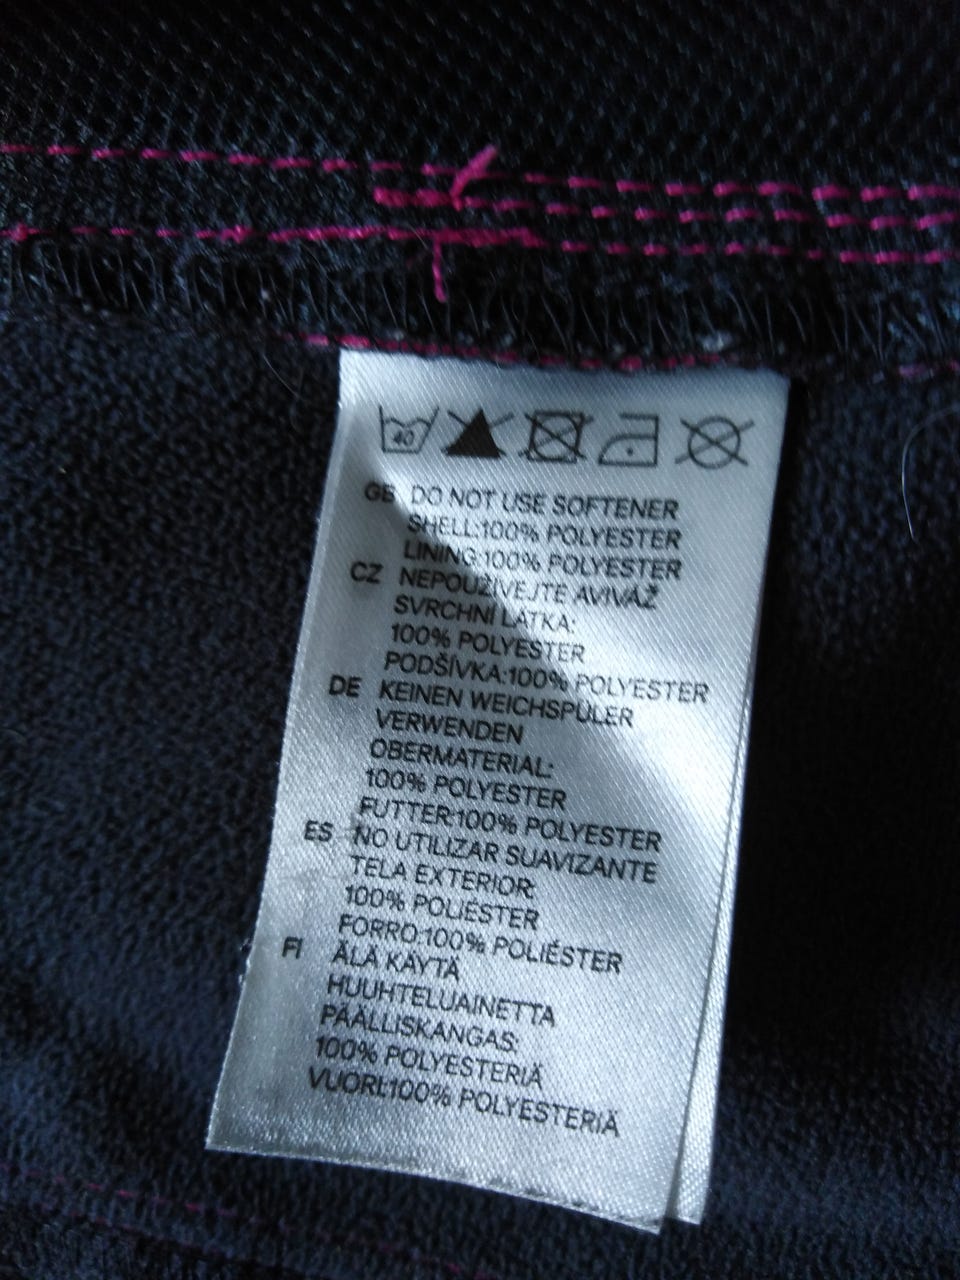 40
GB DO NOT USE SOFTENER
SHELL:100% POLYESTER
LINING:100% POLYESTER
CZ NEPOUŽÍVEJTE AVIVÁŽ
SVRCHNÍ LÁTKA:
100% POLYESTER
PODŠÍVKA:100% POLYESTER
DE KEINEN WEICHSPÜLER
VERWENDEN
OBERMATERIAL:
100% POLYESTER
FUTTER:100% POLYESTER
ES NO UTILIZAR SUAVIZANTE
TELA EXTERIOR:
100% POLIÉSTER
FORRO:100% POLIÉSTER
FI ÄLÄ KÄYTÄ
HUUHTELUAINETTA
PÄÄLLISKANGAS:
100% POLYESTERIÄ
VUORI:100% POLYESTERIÄ